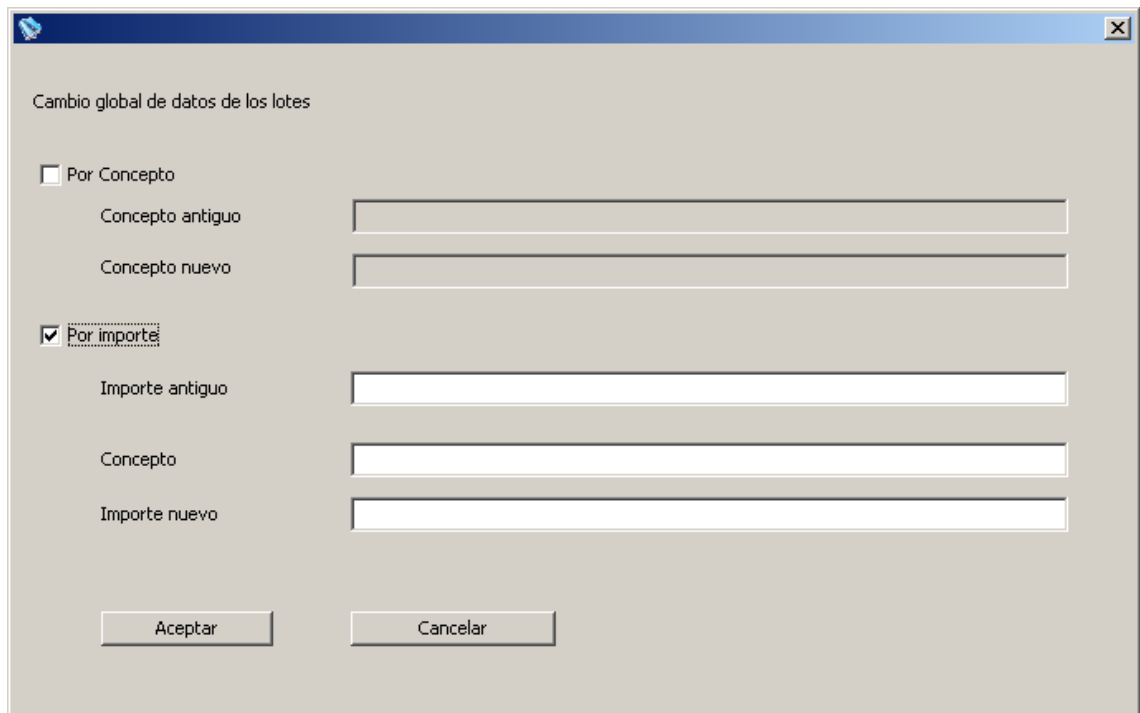 Cambio global de datos de los lotes
Por Concepto
Concepto antiguo
Concepto nuevo
Por importe
Importe antiguo
Concepto
Importe nuevo
Aceptar Cancelar